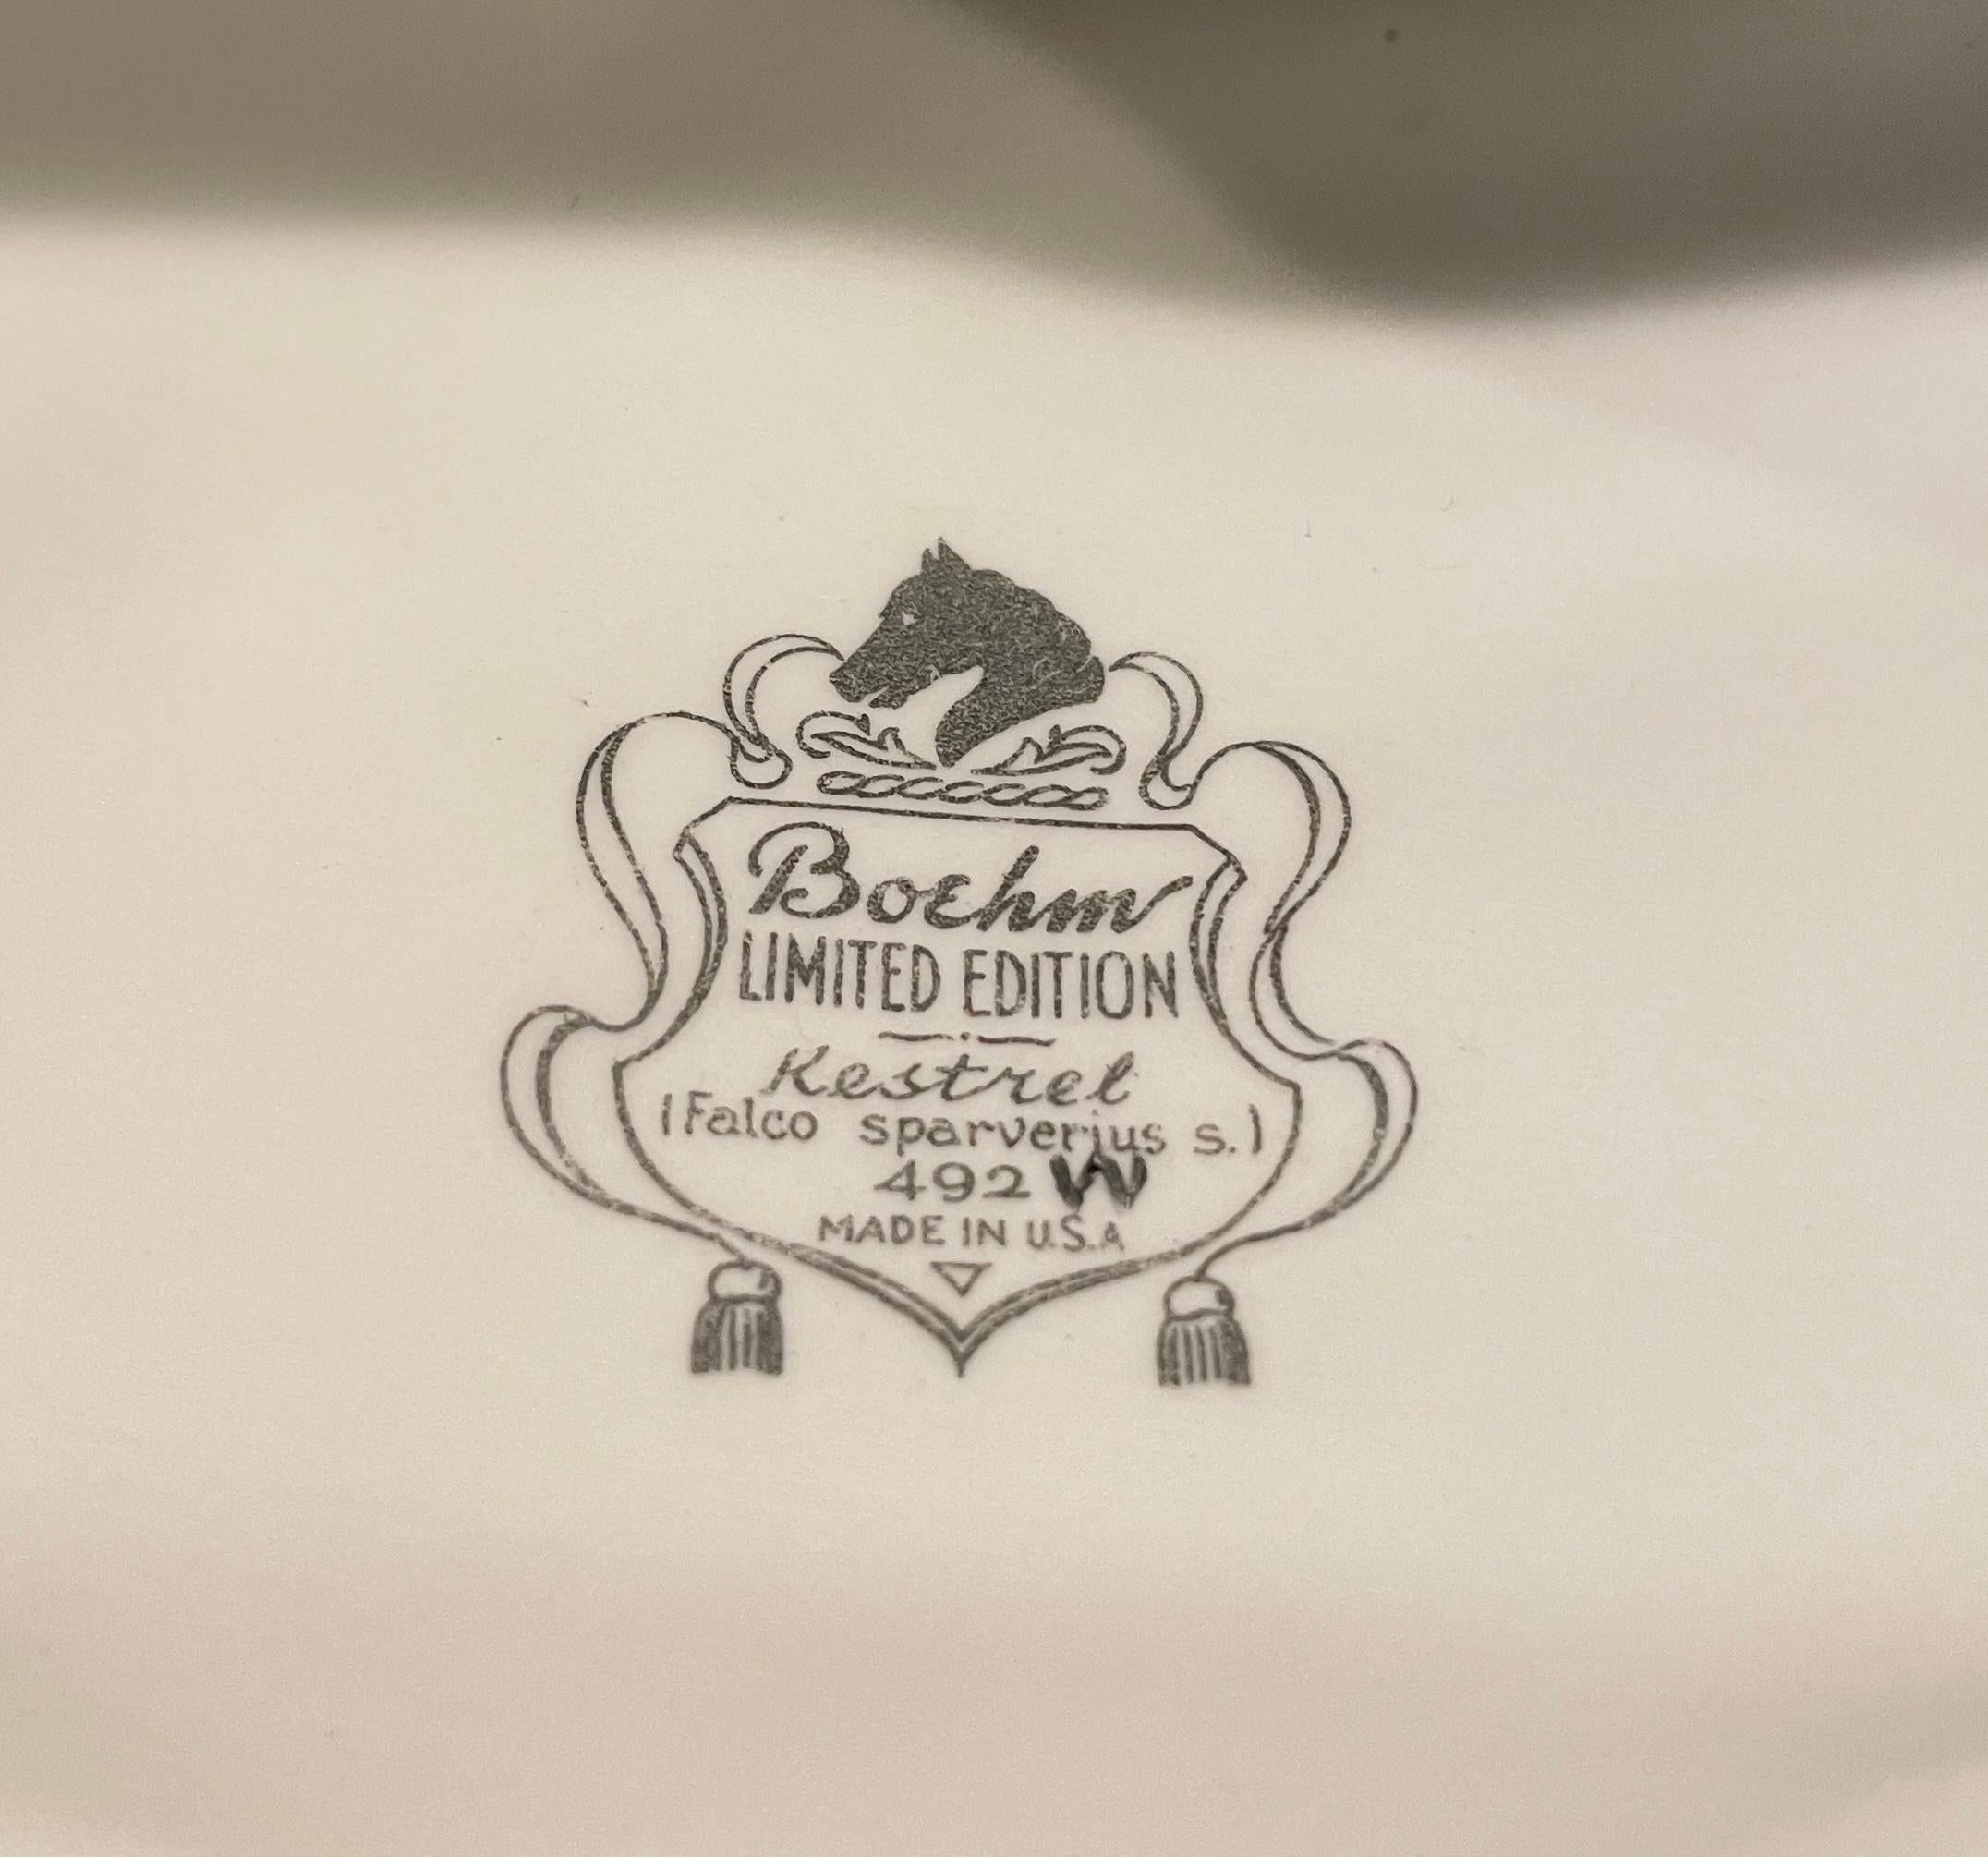 Boehm
LIMITED EDITION
Kestrel
(Falco sparverius s.)
492 W
MADE IN U.S.A